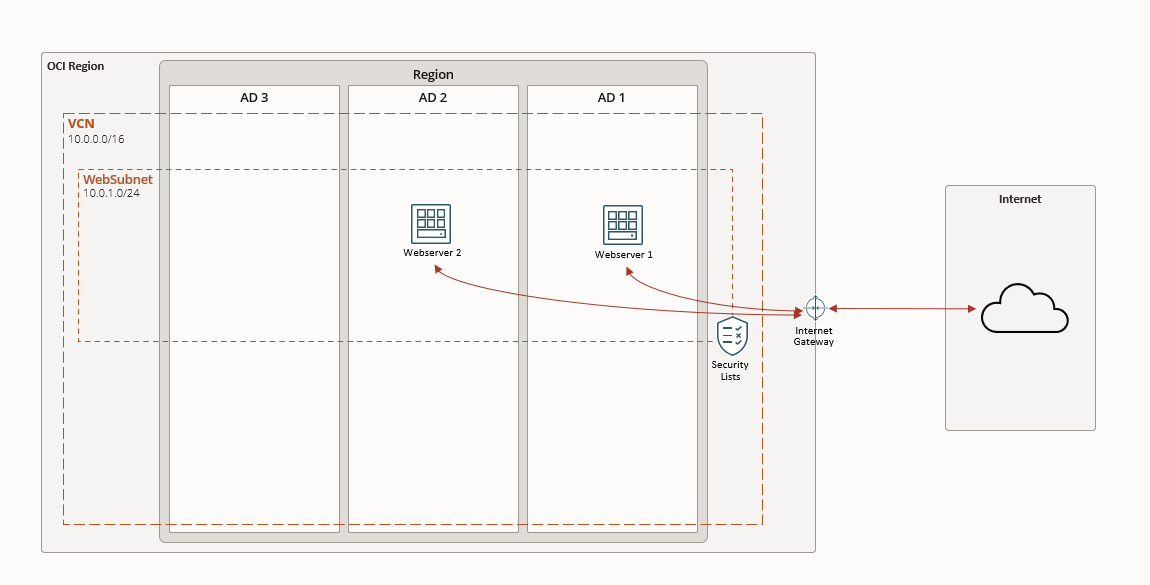 OCI Region
Region
AD 3
AD 2
AD 1
VCN
10.0.0.0/16
WebSubnet
10.0.1.0/24
Webserver 2
Webserver 1
Internet
Internet
Gateway
Security
Lists